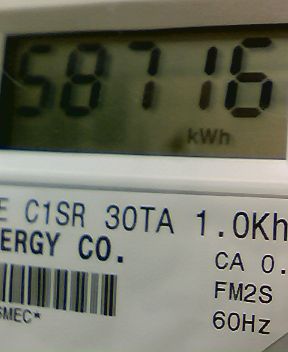 58716
kWh
E C1SR 30TA 1.0Kh
ERGY CO.
CA 0.
FM2S
SMEC*
60Hz